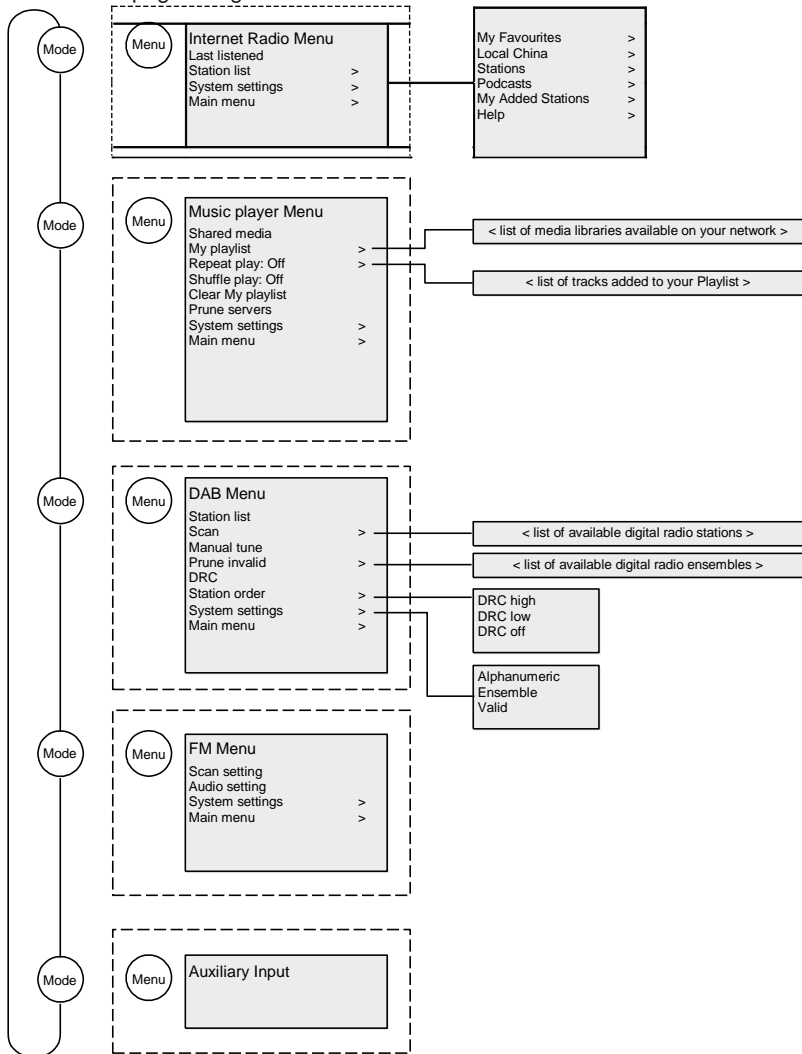 Mode
Menu
Internet Radio Menu
Last listened
Station list >
System settings >
Main menu >
My Favourites >
Local China >
Stations >
Podcasts >
My Added Stations >
Help >
Mode
Menu
Music player Menu
Shared media
My playlist >
Repeat play: Off >
Shuffle play: Off
Clear My playlist
Prune servers
System settings >
Main menu >
< list of media libraries available on your network >
< list of tracks added to your Playlist >
Mode
Menu
DAB Menu
Station list
Scan >
Manual tune
Prune invalid >
DRC
Station order >
System settings >
Main menu >
< list of available digital radio stations >
< list of available digital radio ensembles >
DRC high
DRC low
DRC off
Alphanumeric
Ensemble
Valid
Mode
Menu
FM Menu
Scan setting
Audio setting
System settings >
Main menu >
Mode
Menu
Auxiliary Input